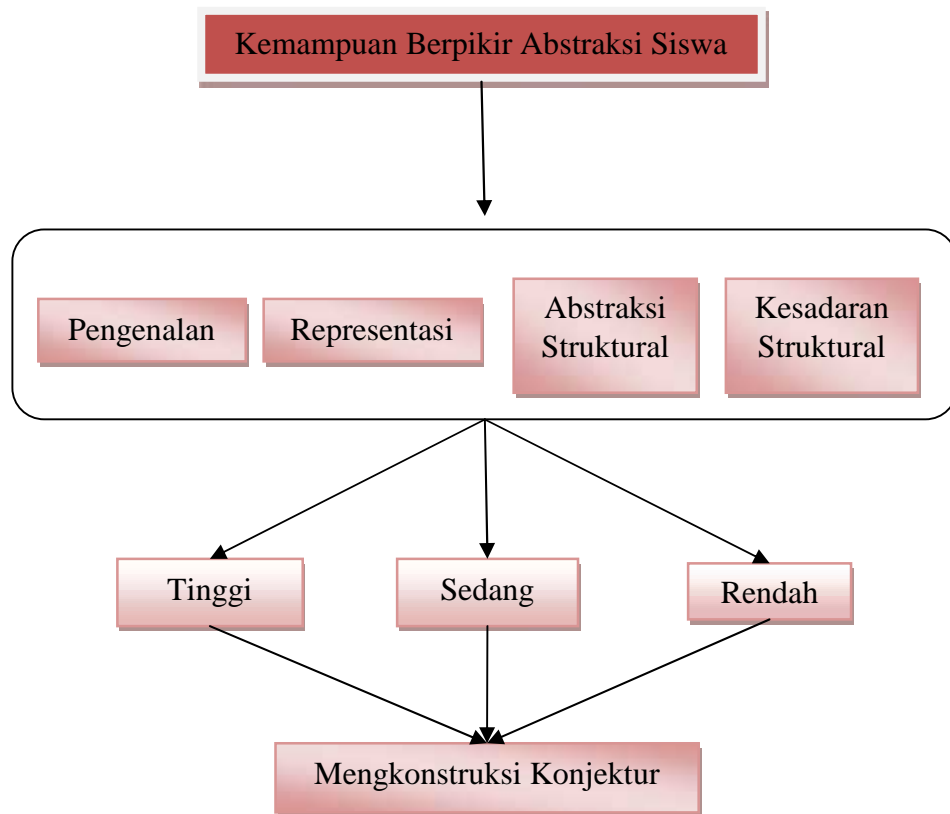 Kemampuan Berpikir Abstraksi Siswa
Pengenalan
Representasi
Abstraksi
Struktural
Kesadaran
Struktural
Tinggi
Sedang
Rendah
Mengkonstruksi Konjektur